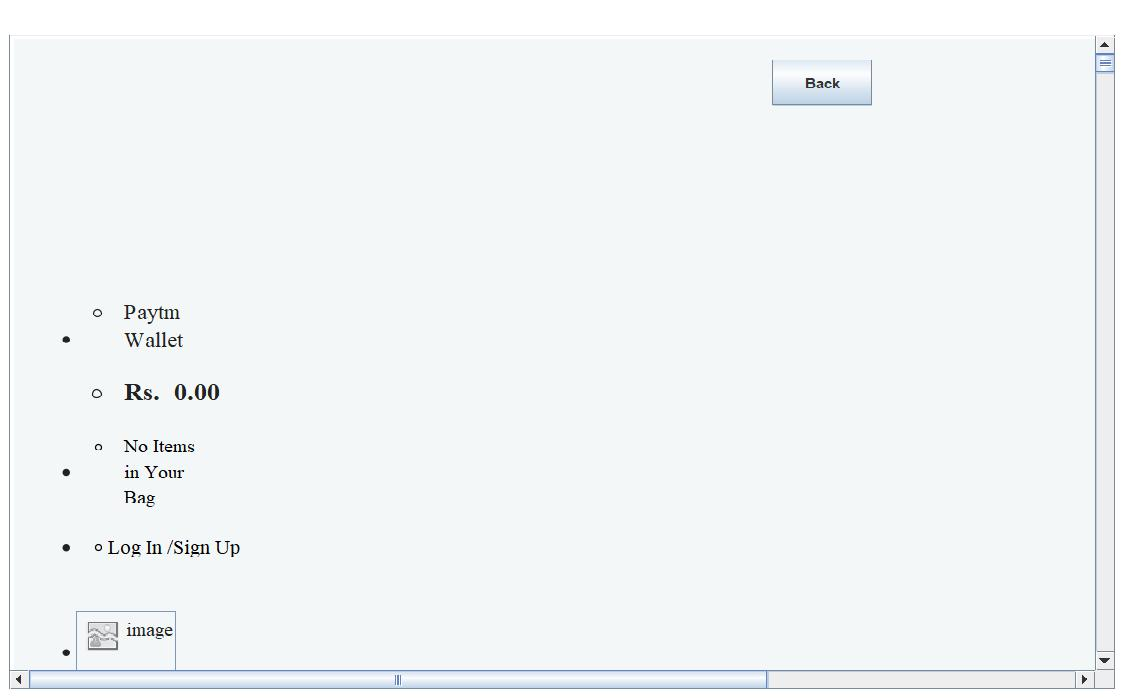 Back
Paytm
Wallet
Rs. 0.00
No Items
in Your
Bag
Log In /Sign Up
image